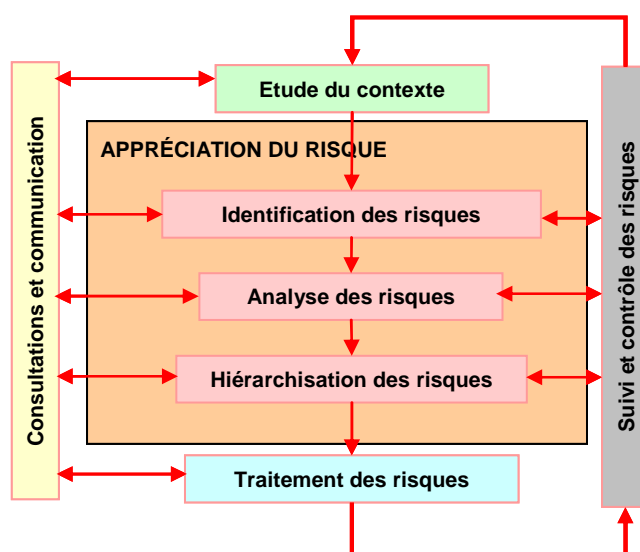 Etude du contexte
APPRÉCIATION DU RISQUE
Identification des risques
Analyse des risques
Hiérarchisation des risques
Traitement des risques
Consultations et communication
Suivi et contrôle des risques